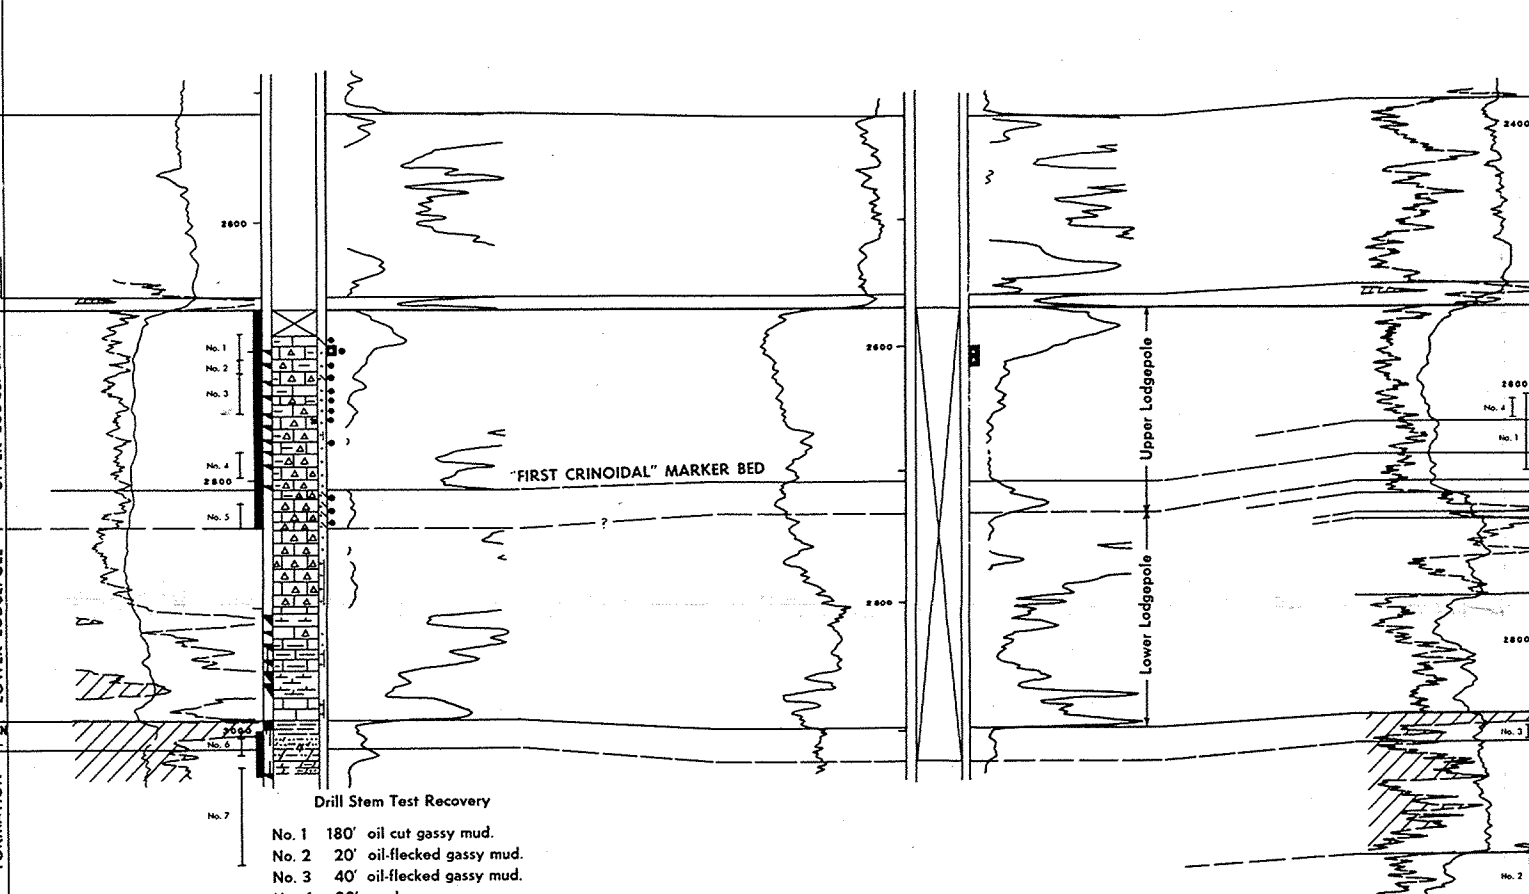 2400
2600
No. 1
No. 2
No. 3
No. 4
2800
No. 5
3000
No. 6
No. 7
"FIRST CRINOIDAL" MARKER BED
?
2600
2800
Upper Lodgepole
Lower Lodgepole
2600
No. 4
No. 1
2800
No. 3
No. 2
Drill Stem Test Recovery
No. 1 180' oil cut gassy mud.
No. 2 20' oil-flecked gassy mud.
No. 3 40' oil-flecked gassy mud.